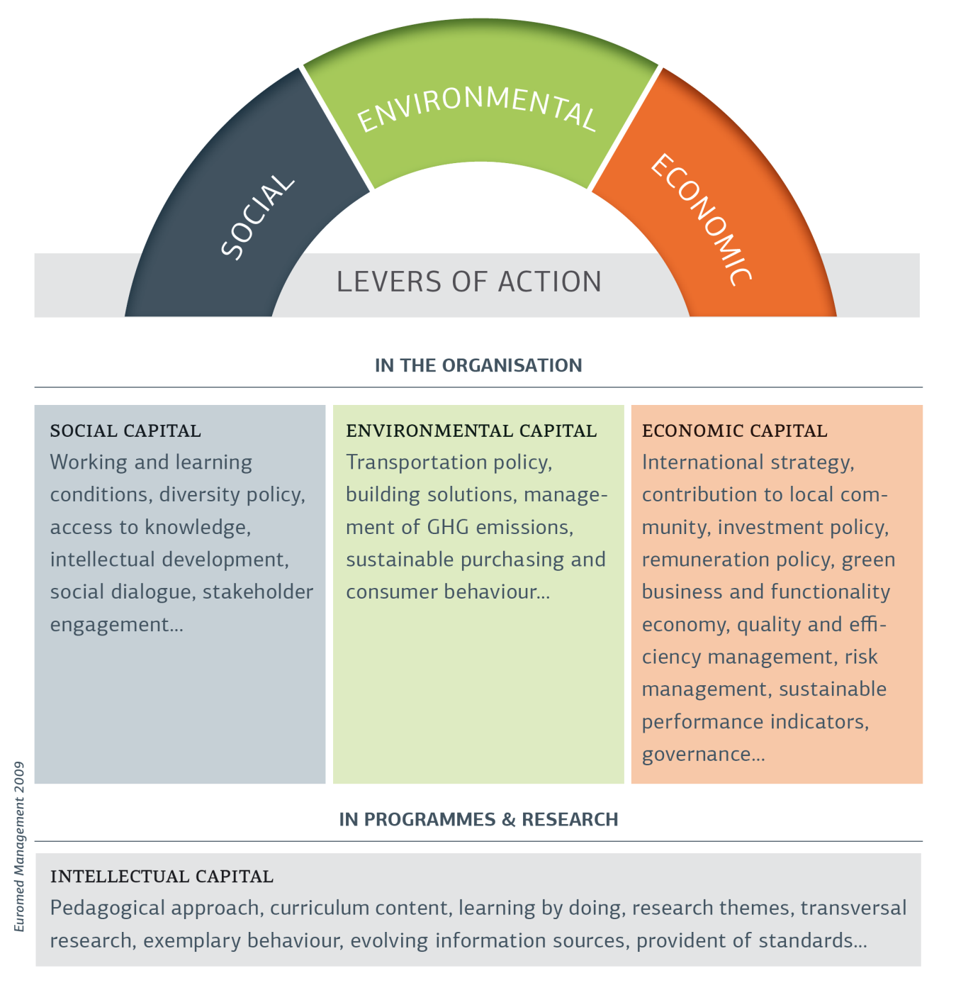 SOCIAL
ENVIRONMENTAL
ECONOMIC
LEVERS OF ACTION
IN THE ORGANISATION
SOCIAL CAPITAL
Working and learning
conditions, diversity policy,
access to knowledge,
intellectual development,
social dialogue, stakeholder
engagement...
ENVIRONMENTAL CAPITAL
Transportation policy,
building solutions, manage-
ment of GHG emissions,
sustainable purchasing and
consumer behaviour...
ECONOMIC CAPITAL
International strategy,
contribution to local com-
munity, investment policy,
remuneration policy, green
business and functionality
economy, quality and effi-
ciency management, risk
management, sustainable
performance indicators,
governance...
IN PROGRAMMES & RESEARCH
INTELLECTUAL CAPITAL
Pedagogical approach, curriculum content, learning by doing, research themes, transversal
research, exemplary behaviour, evolving information sources, provident of standards...
Euromed Management 2009